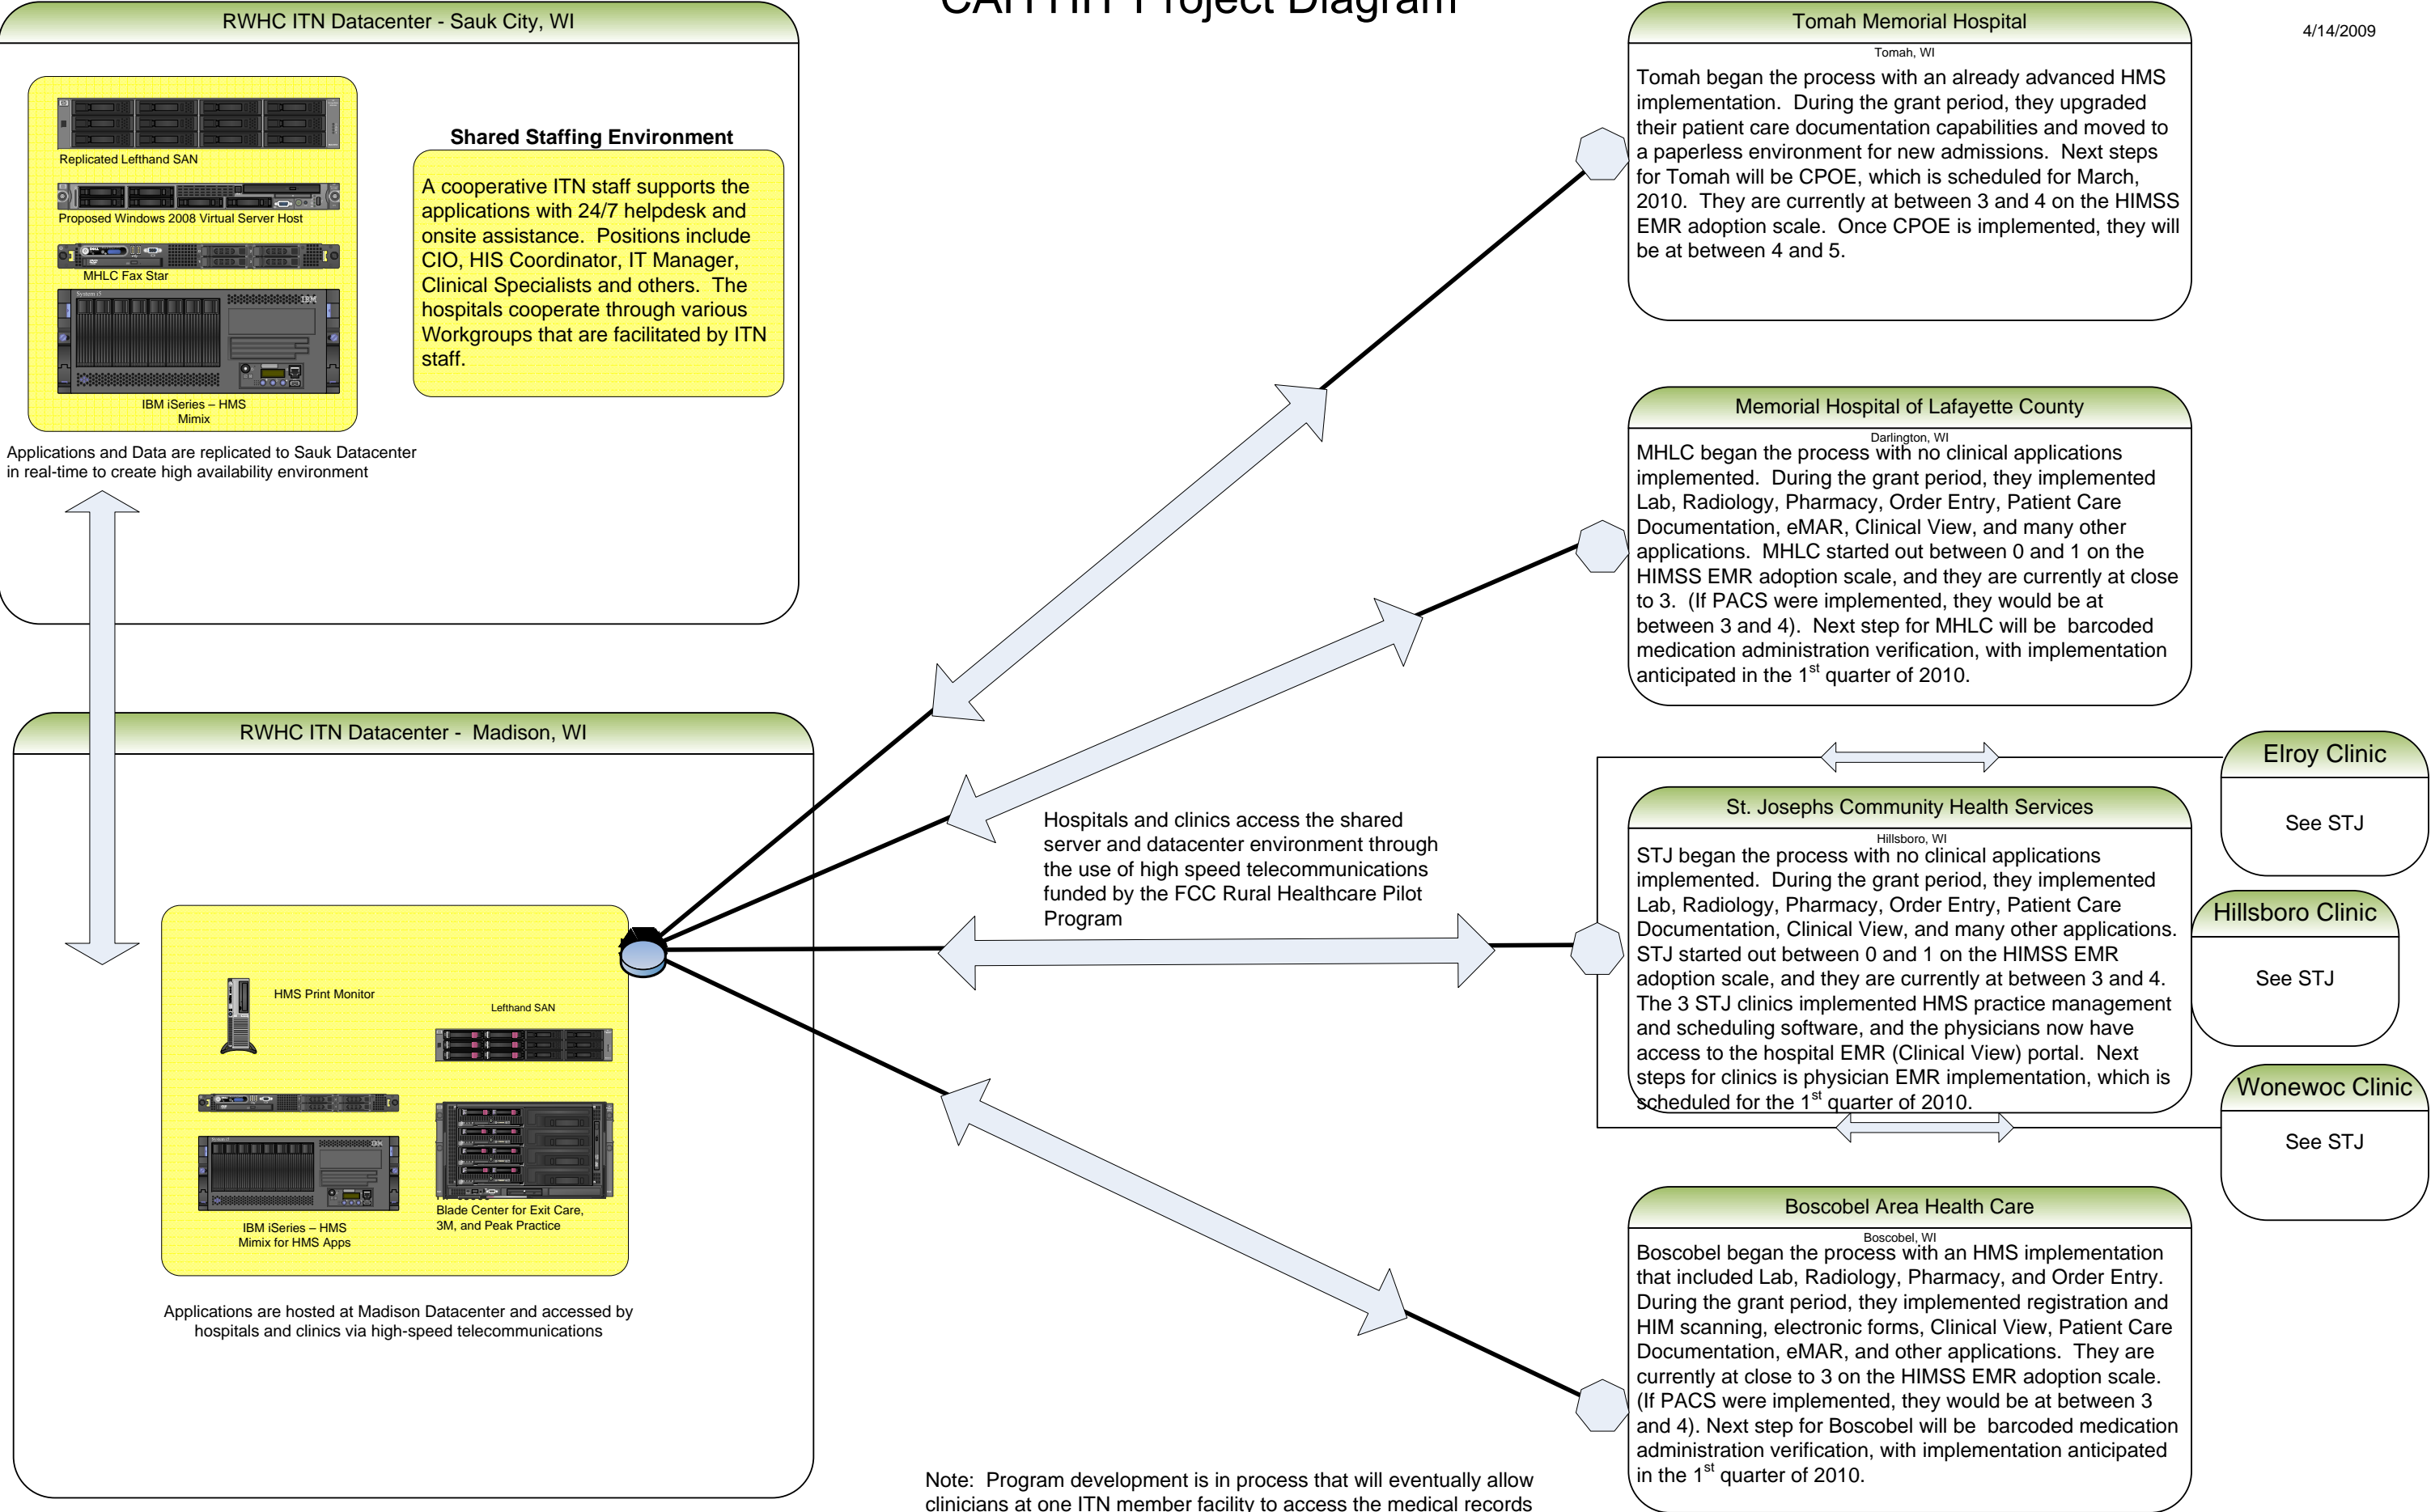 CAH HIT Project Diagram
4/14/2009
RWHC ITN Datacenter - Sauk City, WI
Replicated Lefthand SAN
Proposed Windows 2008 Virtual Server Host
MHLC Fax Star
System i5
IBM
IBM iSeries – HMS
Mimix
Shared Staffing Environment
A cooperative ITN staff supports the
applications with 24/7 helpdesk and
onsite assistance. Positions include
CIO, HIS Coordinator, IT Manager,
Clinical Specialists and others. The
hospitals cooperate through various
Workgroups that are facilitated by ITN
staff.
Applications and Data are replicated to Sauk Datacenter
in real-time to create high availability environment
RWHC ITN Datacenter - Madison, WI
HMS Print Monitor
Lefthand SAN
IBM iSeries – HMS
Mimix for HMS Apps
Blade Center for Exit Care,
3M, and Peak Practice
Applications are hosted at Madison Datacenter and accessed by
hospitals and clinics via high-speed telecommunications
Hospitals and clinics access the shared
server and datacenter environment through
the use of high speed telecommunications
funded by the FCC Rural Healthcare Pilot
Program
Note: Program development is in process that will eventually allow
clinicians at one ITN member facility to access the medical records
Tomah Memorial Hospital
Tomah, WI
Tomah began the process with an already advanced HMS
implementation. During the grant period, they upgraded
their patient care documentation capabilities and moved to
a paperless environment for new admissions. Next steps
for Tomah will be CPOE, which is scheduled for March,
2010. They are currently at between 3 and 4 on the HIMSS
EMR adoption scale. Once CPOE is implemented, they will
be at between 4 and 5.
Memorial Hospital of Lafayette County
Darlington, WI
MHLC began the process with no clinical applications
implemented. During the grant period, they implemented
Lab, Radiology, Pharmacy, Order Entry, Patient Care
Documentation, eMAR, Clinical View, and many other
applications. MHLC started out between 0 and 1 on the
HIMSS EMR adoption scale, and they are currently at close
to 3. (If PACS were implemented, they would be at
between 3 and 4). Next step for MHLC will be barcoded
medication administration verification, with implementation
anticipated in the 1st quarter of 2010.
St. Josephs Community Health Services
Hillsboro, WI
STJ began the process with no clinical applications
implemented. During the grant period, they implemented
Lab, Radiology, Pharmacy, Order Entry, Patient Care
Documentation, Clinical View, and many other applications.
STJ started out between 0 and 1 on the HIMSS EMR
adoption scale, and they are currently at between 3 and 4.
The 3 STJ clinics implemented HMS practice management
and scheduling software, and the physicians now have
access to the hospital EMR (Clinical View) portal. Next
steps for clinics is physician EMR implementation, which is
scheduled for the 1st quarter of 2010.
Elroy Clinic
See STJ
Hillsboro Clinic
See STJ
Wonewoc Clinic
See STJ
Boscobel Area Health Care
Boscobel, WI
Boscobel began the process with an HMS implementation
that included Lab, Radiology, Pharmacy, and Order Entry.
During the grant period, they implemented registration and
HIM scanning, electronic forms, Clinical View, Patient Care
Documentation, eMAR, and other applications. They are
currently at close to 3 on the HIMSS EMR adoption scale.
(If PACS were implemented, they would be at between 3
and 4). Next step for Boscobel will be barcoded medication
administration verification, with implementation anticipated
in the 1st quarter of 2010.